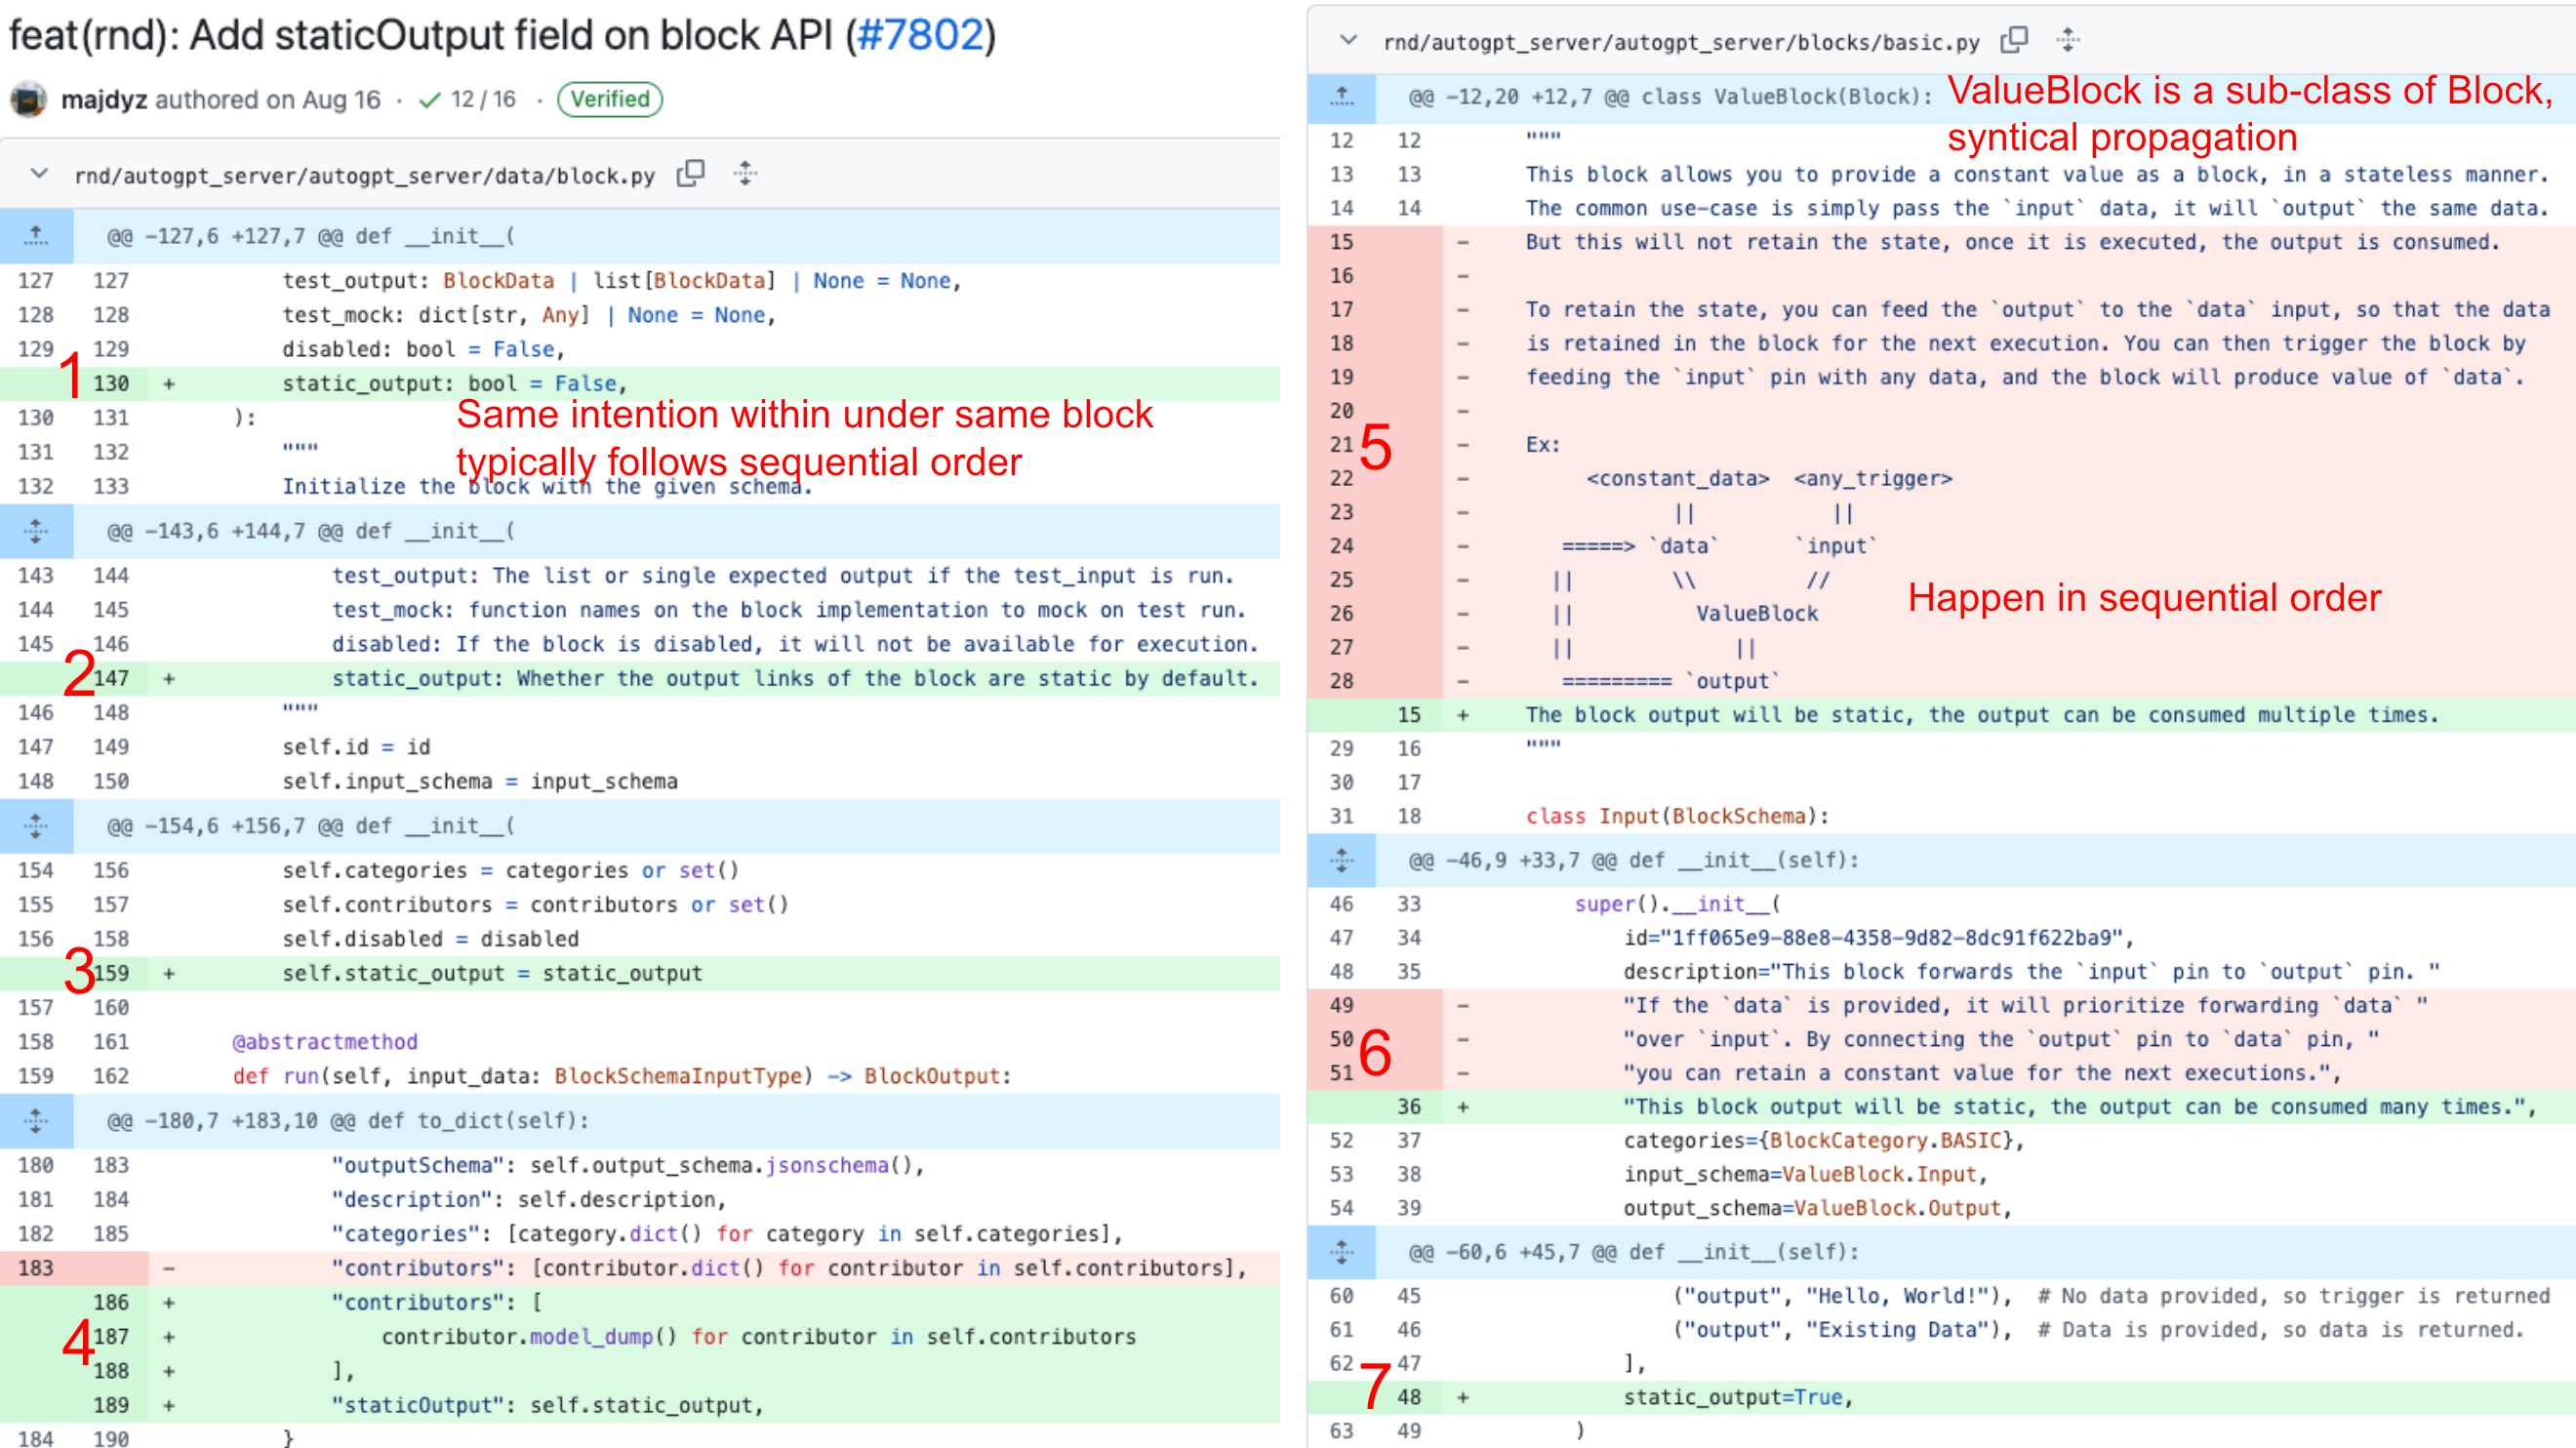 feat(rnd): Add staticOutput field on block API (#7802)
majdyz authored on Aug 16 · ✓ 12 / 16 · Verified
rnd/autogpt_server/autogpt_server/data/block.py
@@ -127,6 +127,7 @@ def __init__(
127 127 test_output: BlockData | list[BlockData] | None = None,
128 128 test_mock: dict[str, Any] | None = None,
129 129 disabled: bool = False,
1
130 + static_output: bool = False,
130 131 ):
Same intention within under same block
131 132 """
typically follows sequential order
132 133 Initialize the block with the given schema.
@@ -143,6 +144,7 @@ def __init__(
143 144 test_output: The list or single expected output if the test_input is run.
144 145 test_mock: function names on the block implementation to mock on test run.
145 146 disabled: If the block is disabled, it will not be available for execution.
2
147 + static_output: Whether the output links of the block are static by default.
146 148 """
147 149 self.id = id
148 150 self.input_schema = input_schema
@@ -154,6 +156,7 @@ def __init__(
154 156 self.categories = categories or set()
155 157 self.contributors = contributors or set()
156 158 self.disabled = disabled
3
159 + self.static_output = static_output
157 160
158 161 @abstractmethod
159 162 def run(self, input_data: BlockSchemaInputType) -> BlockOutput:
@@ -180,7 +183,10 @@ def to_dict(self):
180 183 "outputSchema": self.output_schema.jsonschema(),
181 184 "description": self.description,
182 185 "categories": [category.dict() for category in self.categories],
183 - "contributors": [contributor.dict() for contributor in self.contributors],
186 + "contributors": [
4
187 + contributor.model_dump() for contributor in self.contributors
188 + ],
189 + "staticOutput": self.static_output,
184 190 }
rnd/autogpt_server/autogpt_server/blocks/basic.py
@@ -12,20 +12,7 @@ class ValueBlock(Block):
ValueBlock is a sub-class of Block,
syntical propagation
12 12 """
13 13 This block allows you to provide a constant value as a block, in a stateless manner.
14 14 The common use-case is simply pass the `input` data, it will `output` the same data.
15 - But this will not retain the state, once it is executed, the output is consumed.
16 -
17 - To retain the state, you can feed the `output` to the `data` input, so that the data
18 - is retained in the block for the next execution. You can then trigger the block by
19 - feeding the `input` pin with any data, and the block will produce value of `data`.
20 -
5
21 - Ex:
22 - <constant_data> <any_trigger>
23 - || ||
24 - =====> `data` `input`
25 - || \\ //
Happen in sequential order
26 - || ValueBlock
27 - || ||
28 - ========= `output`
15 + The block output will be static, the output can be consumed multiple times.
29 16 """
30 17
31 18 class Input(BlockSchema):
@@ -46,9 +33,7 @@ def __init__(self):
46 33 super().__init__(
47 34 id="1ff065e9-88e8-4358-9d82-8dc91f622ba9",
48 35 description="This block forwards the `input` pin to `output` pin. "
49 - "If the `data` is provided, it will prioritize forwarding `data` "
50 - "over `input`. By connecting the `output` pin to `data` pin, "
6
51 - "you can retain a constant value for the next executions.",
36 + "This block output will be static, the output can be consumed many times.",
52 37 categories={BlockCategory.BASIC},
53 38 input_schema=ValueBlock.Input,
54 39 output_schema=ValueBlock.Output,
@@ -60,6 +45,7 @@ def __init__(self):
60 45 ("output", "Hello, World!"), # No data provided, so trigger is returned
61 46 ("output", "Existing Data"), # Data is provided, so data is returned.
62 47 ],
7
48 + static_output=True,
63 49 )